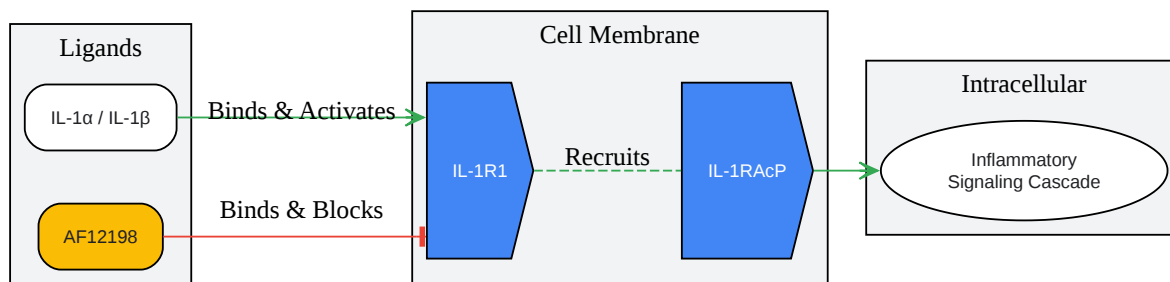 Ligands
IL-1α / IL-1β
AF12198
Binds & Activates
Binds & Blocks
Cell Membrane
IL-1R1
Recruits
IL-1RAcP
Intracellular
Inflammatory
Signaling Cascade